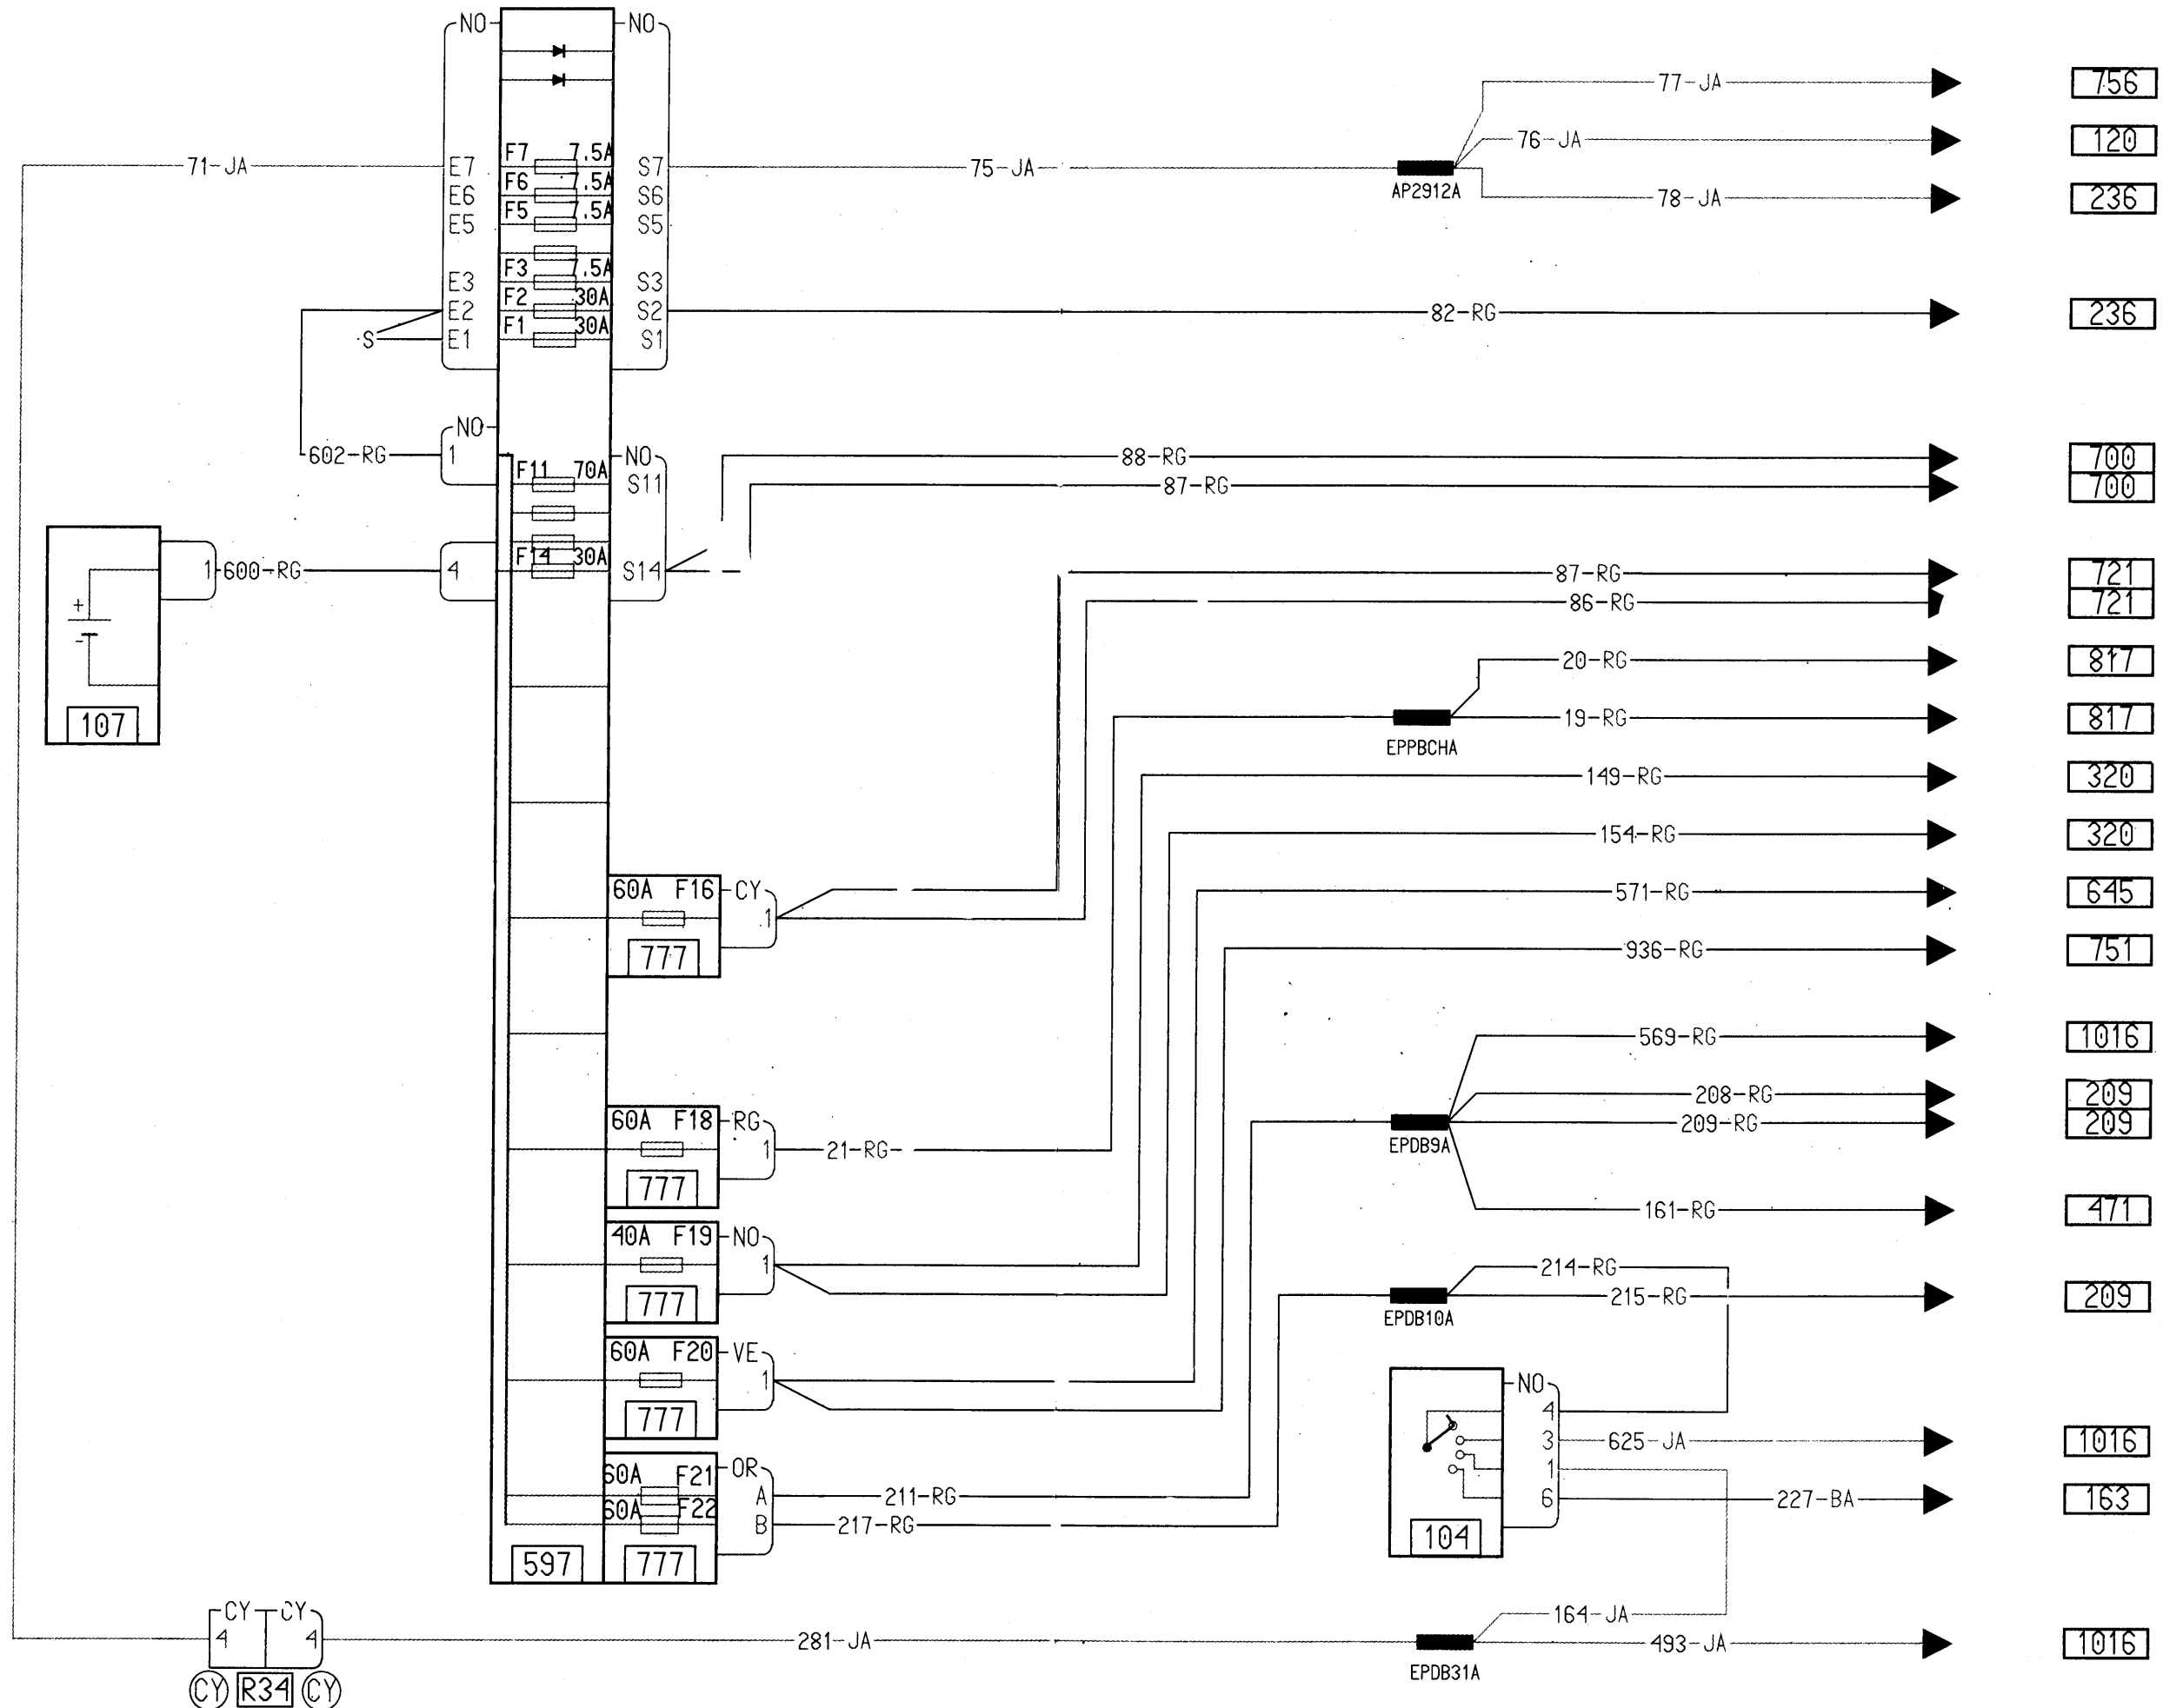 NO NO
77-JA 756
76-JA 120
71-JA E7 F7 7.5A S7 75-JA
E6 F6 7.5A S6 AP2912A
78-JA 236
E5 F5 7.5A S5
E3 F3 7.5A S3
E2 F2 30A S2 82-RG 236
S E1 F1 30A S1
NO
602-RG 1 NO 88-RG 700
F11 70A S11 87-RG 700
1 600-RG 4 F14 30A S14 87-RG 721
86-RG 721
+
-
20-RG 817
107 19-RG 817
EPPBCHA
149-RG 320
154-RG 320
60A F16 CY 571-RG 645
1
777 936-RG 751
569-RG 1016
208-RG 209
60A F18 RG 209-RG 209
1 21-RG EPDB9A
777 161-RG 471
40A F19 NO
1 214-RG
777 215-RG 209
EPDB10A
60A F20 VE
1 NO
777 4
3 625-JA 1016
60A F21 OR 1
A 211-RG 6 227-BA 163
60A F22
B 217-RG
104
597 777
CY CY 164-JA
4 4 281-JA 493-JA 1016
EPDB31A
CY R34 CY